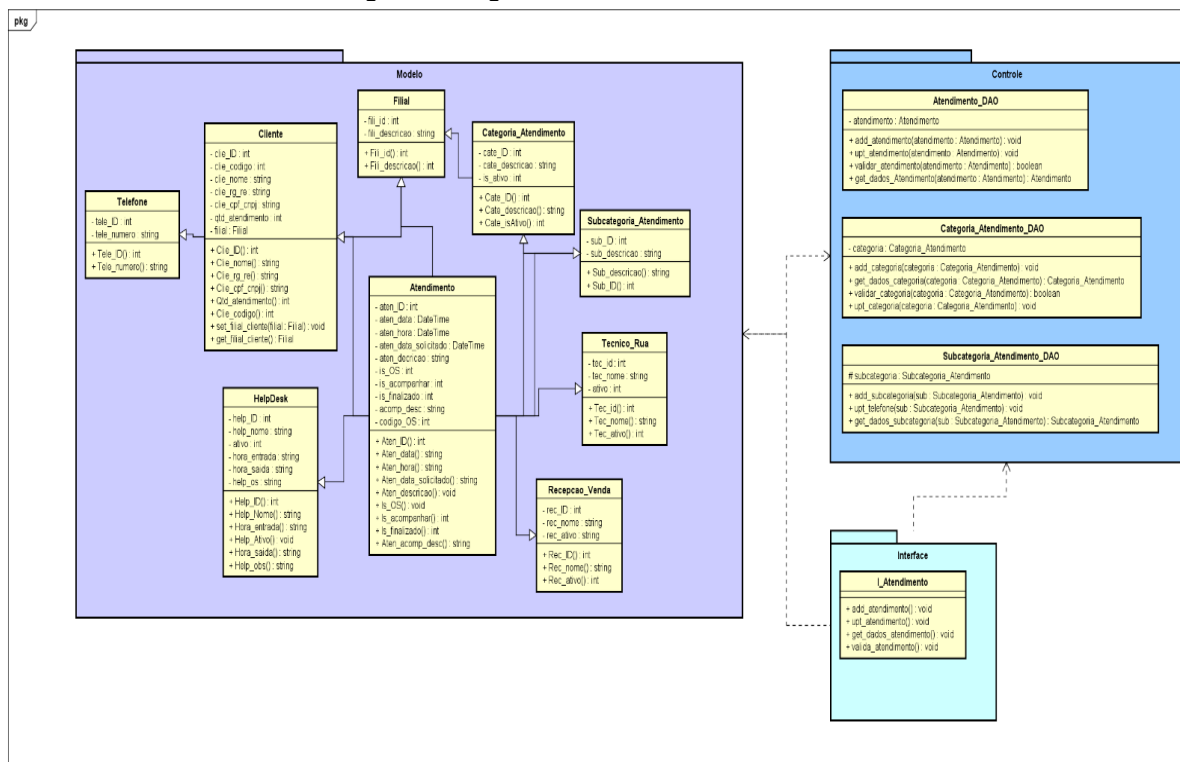 pkg
Modelo
Filial
- fili_id : int
- fili_descricao : string
+ Fili_id() : int
+ Fili_descricao() : int
Categoria_Atendimento
- cate_ID : int
- cate_descricao : string
- is_ativo : int
+ Cate_ID() : int
+ Cate_descricao() : string
+ Cate_isAtivo() : int
Cliente
- clie_ID : int
- clie_codigo : int
- clie_nome : string
- clie_rg_re : string
- clie_cpf_cnpj : string
- qtd_atendimento : int
- filial : Filial
+ Clie_ID() : int
+ Clie_nome() : string
+ Clie_rg_re() : string
+ Clie_cpf_cnpj() : string
+ Qtd_atendimento() : int
+ Clie_codigo() : int
+ set_filial_cliente(filial : Filial) : void
+ get_filial_cliente() : Filial
Telefone
- tele_ID : int
- tele_numero : string
+ Tele_ID() : int
+ Tele_numero() : string
Subcategoria_Atendimento
- sub_ID : int
- sub_descricao : string
+ Sub_descricao() : string
+ Sub_ID() : int
Atendimento
- aten_ID : int
- aten_data : DateTime
- aten_hora : DateTime
- aten_data_solicitado : DateTime
- aten_decricao : string
- is_OS : int
- is_acompanhar : int
- is_finalizado : int
- acomp_desc : string
- codigo_OS : int
+ Aten_ID() : int
+ Aten_data() : string
+ Aten_hora() : string
+ Aten_data_solicitado() : string
+ Aten_descricao() : void
+ Is_OS() : void
+ Is_acompanhar() : int
+ Is_finalizado() : int
+ Aten_acomp_desc() : string
Tecnico_Rua
- tec_id : int
- tec_nome : string
- ativo : int
+ Tec_id() : int
+ Tec_nome() : string
+ Tec_ativo() : int
HelpDesk
- help_ID : int
- help_nome : string
- ativo : int
- hora_entrada : string
- hora_saida : string
- help_os : string
+ Help_ID() : int
+ Help_Nome() : string
+ Hora_entrada() : string
+ Help_Ativo() : void
+ Hora_saida() : string
+ Help_obs() : string
Recepcao_Venda
- rec_ID : int
- rec_nome : string
- rec_ativo : string
+ Rec_ID() : int
+ Rec_nome() : string
+ Rec_ativo() : int
Controle
Atendimento_DAO
- atendimento : Atendimento
+ add_atendimento(atendimento : Atendimento) : void
+ upt_atendimento(atendimento : Atendimento) : void
+ validar_atendimento(atendimento : Atendimento) : boolean
+ get_dados_Atendimento(atendimento : Atendimento) : Atendimento
Categoria_Atendimento_DAO
- categoria : Categoria_Atendimento
+ add_categoria(categoria : Categoria_Atendimento) : void
+ get_dados_categoria(categoria : Categoria_Atendimento) : Categoria_Atendimento
+ validar_categoria(categoria : Categoria_Atendimento) : boolean
+ upt_categoria(categoria : Categoria_Atendimento) : void
Subcategoria_Atendimento_DAO
# subcategoria : Subcategoria_Atendimento
+ add_subcategoria(sub : Subcategoria_Atendimento) : void
+ upt_telefone(sub : Subcategoria_Atendimento) : void
+ get_dados_subcategoria(sub : Subcategoria_Atendimento) : Subcategoria_Atendimento
Interface
I_Atendimento
+ add_atendimento() : void
+ upt_atendimento() : void
+ get_dados_atendimento() : void
+ valida_atendimento() : void